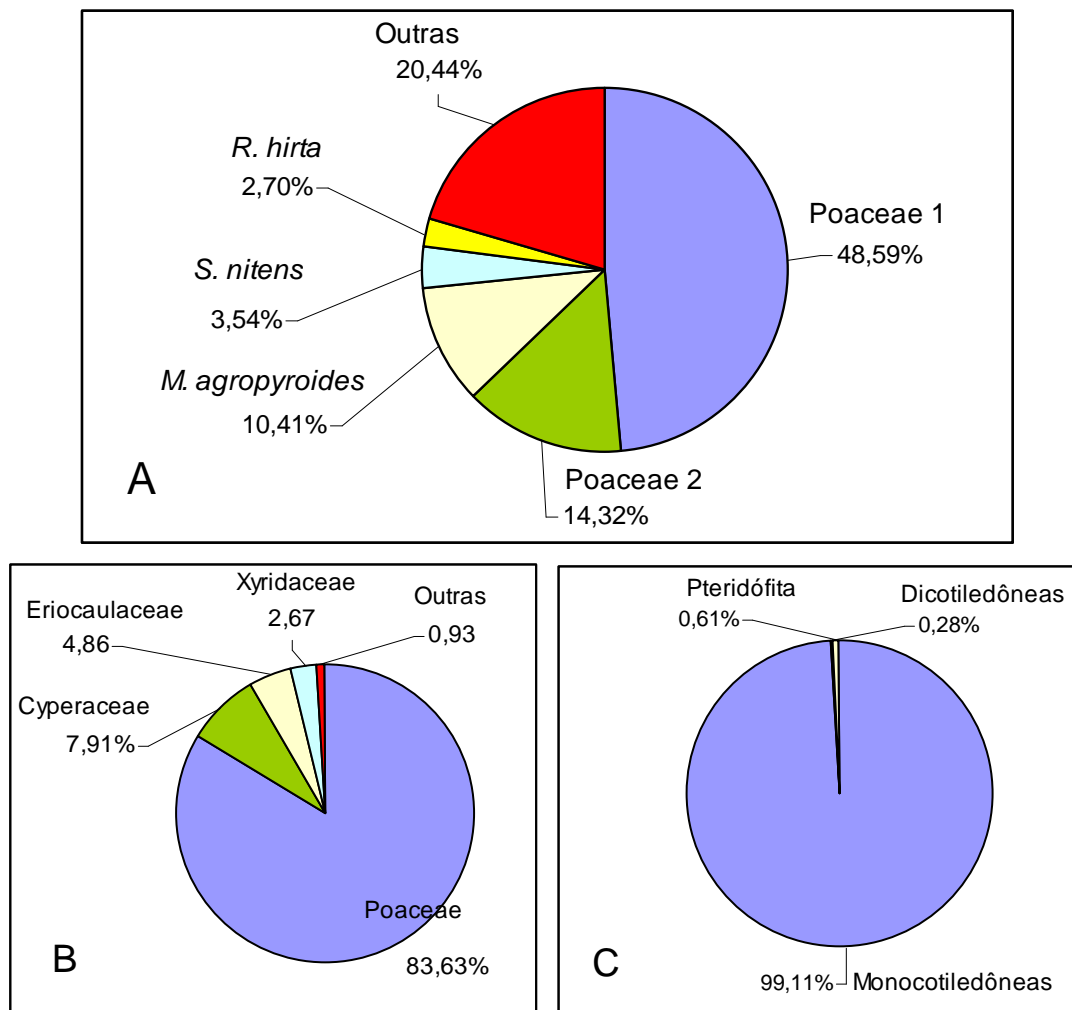 Outras
20,44%
R. hirta
2,70%
Poaceae 1
48,59%
S. nitens
3,54%
M. agropyroides
10,41%
Poaceae 2
14,32%
A
Xyridaceae
2,67
Outras
0,93
Eriocaulaceae
4,86
Cyperaceae
7,91%
Poaceae
83,63%
B
Pteridófita
0,61%
Dicotiledôneas
0,28%
99,11% Monocotiledôneas
C